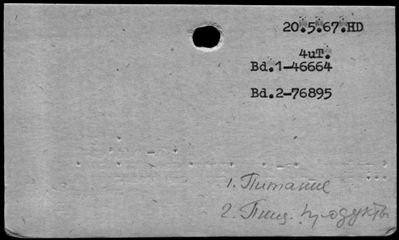 20.5.67.HD
4uT.
Bd.1-46664
Bd.2-76895
1. Питание
2. Пищ. продукты